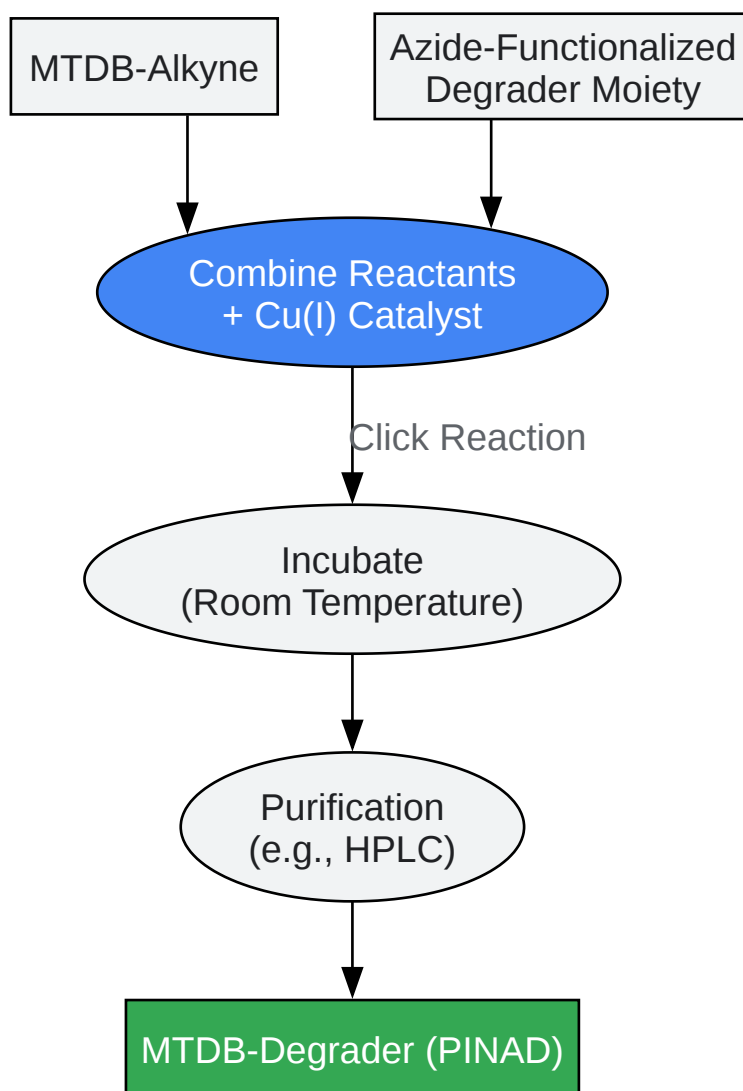 MTDB-Alkyne
Azide-Functionalized
Degrader Moiety
Combine Reactants
+ Cu(I) Catalyst
Click Reaction
Incubate
(Room Temperature)
Purification
(e.g., HPLC)
MTDB-Degrader (PINAD)